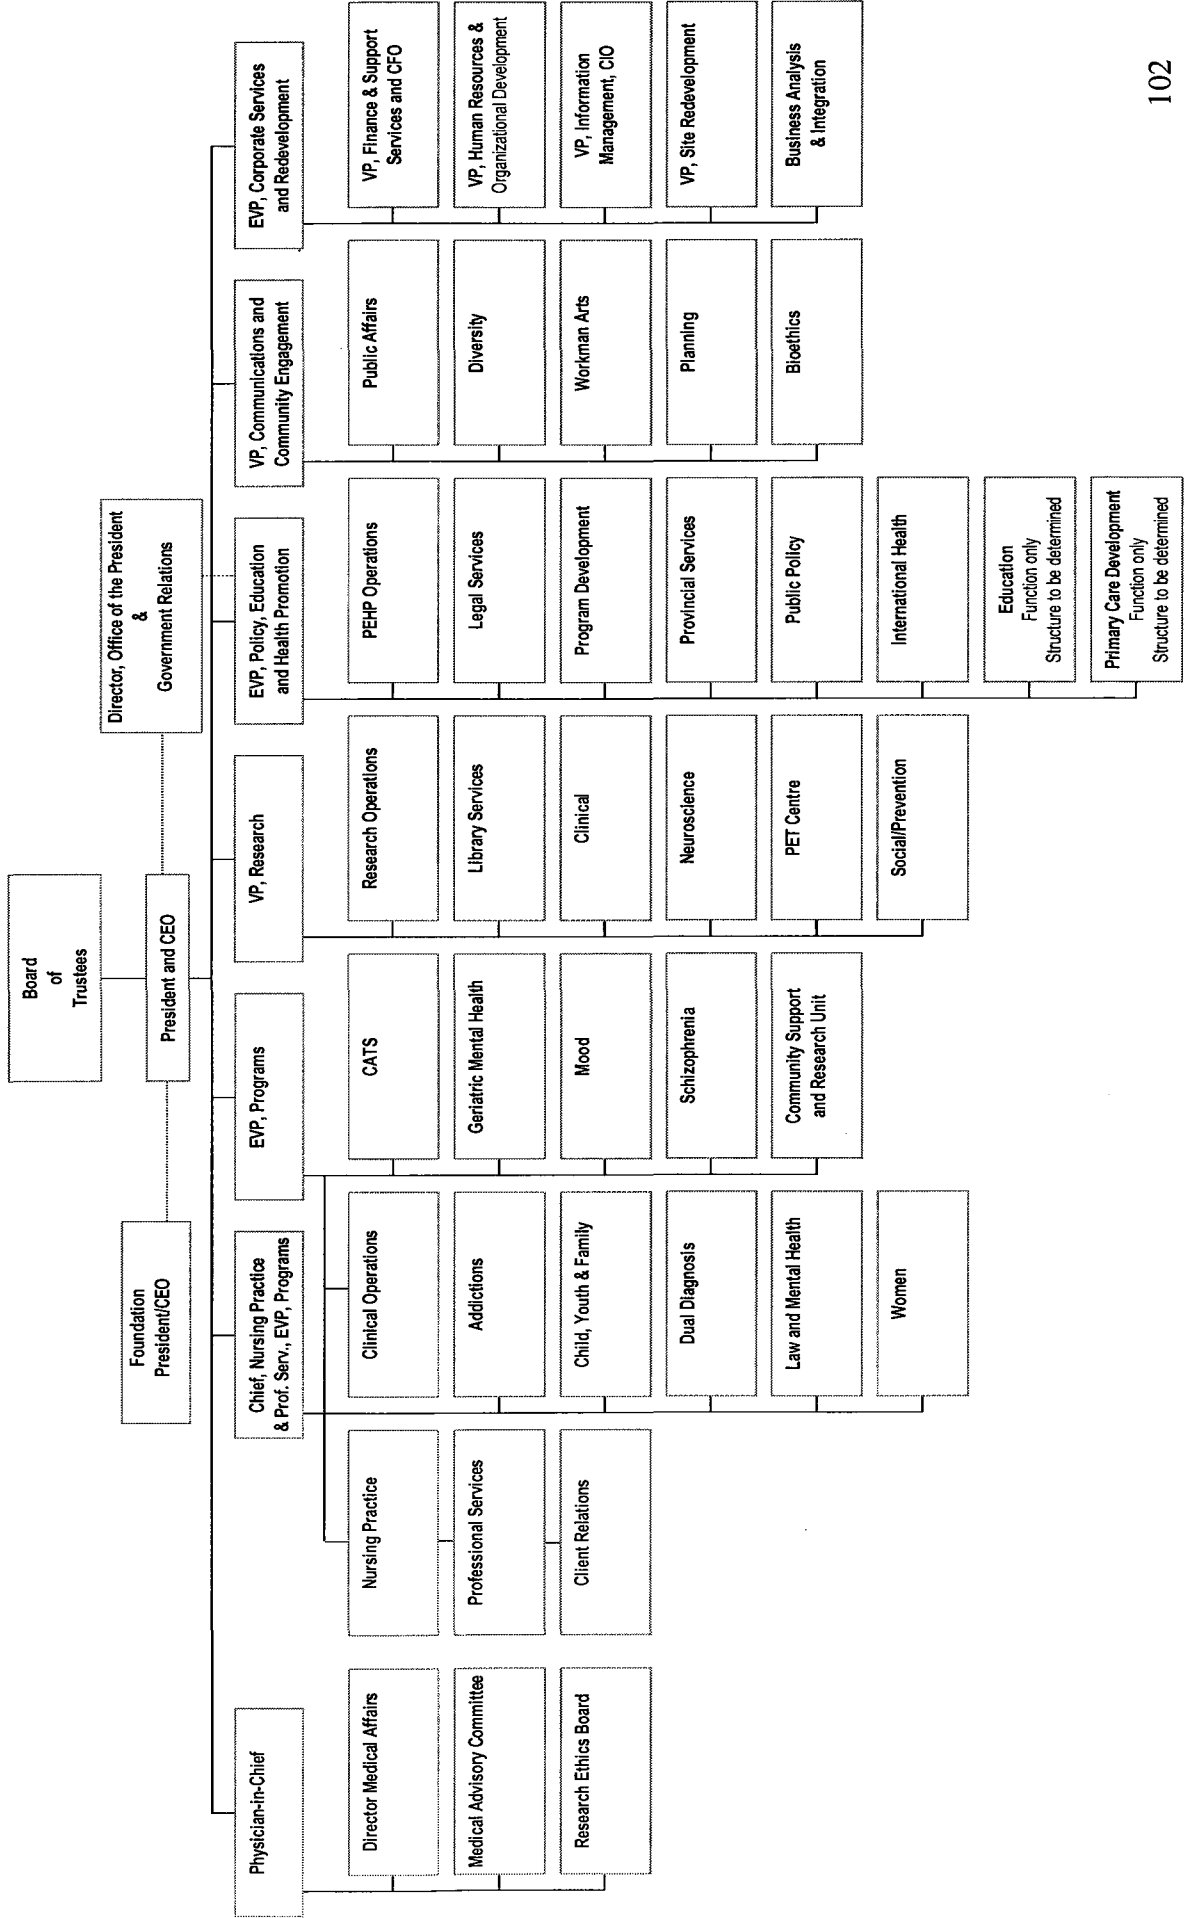 Board
of
Trustees
Foundation
President/CEO
President and CEO
Director, Office of the President
&
Government Relations
Physician-in-Chief
Chief, Nursing Practice
& Prof. Serv., EVP, Programs
EVP, Programs
VP, Research
EVP, Policy, Education
and Health Promotion
VP, Communications and
Community Engagement
EVP, Corporate Services
and Redevelopment
Director Medical Affairs
Medical Advisory Committee
Research Ethics Board
Nursing Practice
Professional Services
Client Relations
Clinical Operations
Addictions
Child, Youth & Family
Dual Diagnosis
Law and Mental Health
Women
CATS
Geriatric Mental Health
Mood
Schizophrenia
Community Support
and Research Unit
Research Operations
Library Services
Clinical
Neuroscience
PET Centre
Social/Prevention
PEHP Operations
Legal Services
Program Development
Provincial Services
Public Policy
International Health
Education
Function only
Structure to be determined
Primary Care Development
Function only
Structure to be determined
Public Affairs
Diversity
Workman Arts
Planning
Bioethics
VP, Finance & Support
Services and CFO
VP, Human Resources &
Organizational Development
VP, Information
Management, CIO
VP, Site Redevelopment
Business Analysis
& Integration
102